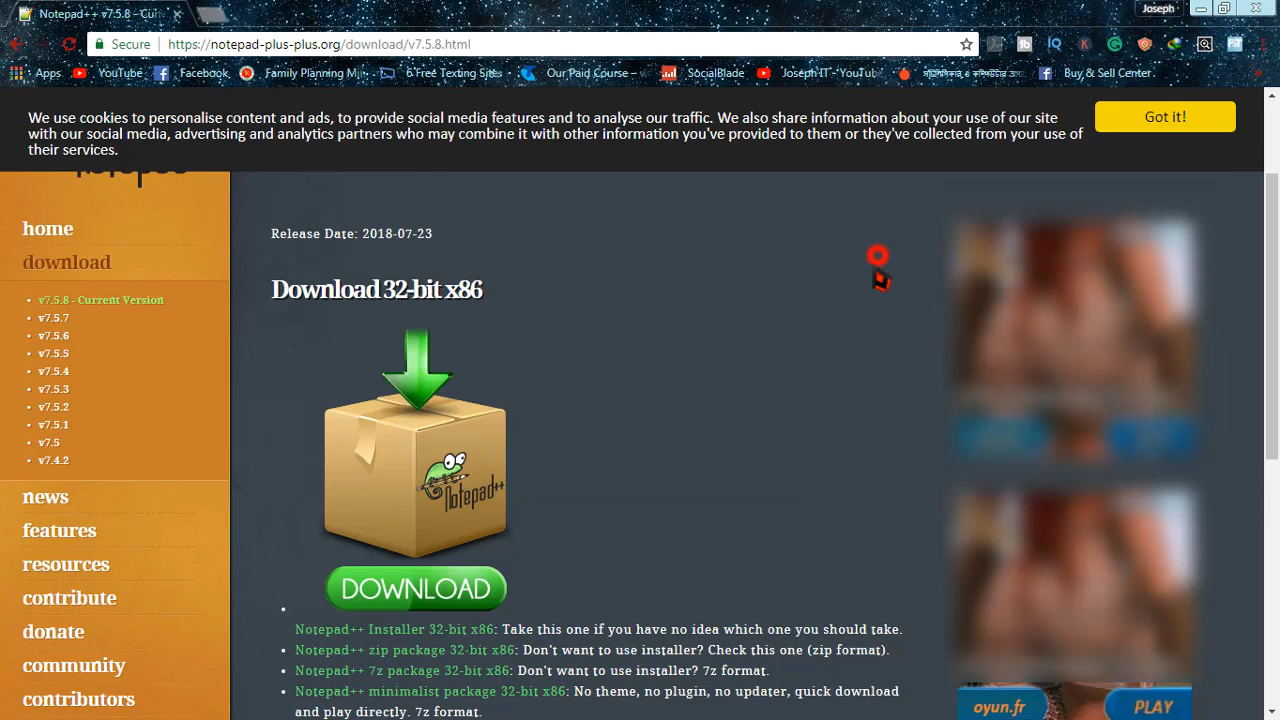 Notepad++ v7.5.8 - Curr
Joseph
Secure
https://notepad-plus-plus.org/download/v7.5.8.html
Apps
YouTube
Facebook
Family Planning M
6 Free Texting Sites
Our Paid Course –
SocialBlade
Joseph IT - YouTub
Buy & Sell Center
We use cookies to personalise content and ads, to provide social media features and to analyse our traffic. We also share information about your use of our site
with our social media, advertising and analytics partners who may combine it with other information you've provided to them or they've collected from your use of
their services.
Got it!
home
download
v7.5.8 - Current Version
v7.5.7
v7.5.6
v7.5.5
v7.5.4
v7.5.3
v7.5.2
v7.5.1
v7.5
v7.4.2
news
features
resources
contribute
donate
community
contributors
Release Date: 2018-07-23
Download 32-bit x86
Notepad++
DOWNLOAD
Notepad++ Installer 32-bit x86: Take this one if you have no idea which one you should take.
Notepad++ zip package 32-bit x86: Don't want to use installer? Check this one (zip format).
Notepad++ 7z package 32-bit x86: Don't want to use installer? 7z format.
Notepad++ minimalist package 32-bit x86: No theme, no plugin, no updater, quick download
and play directly. 7z format.
oyun.fr
PLAY